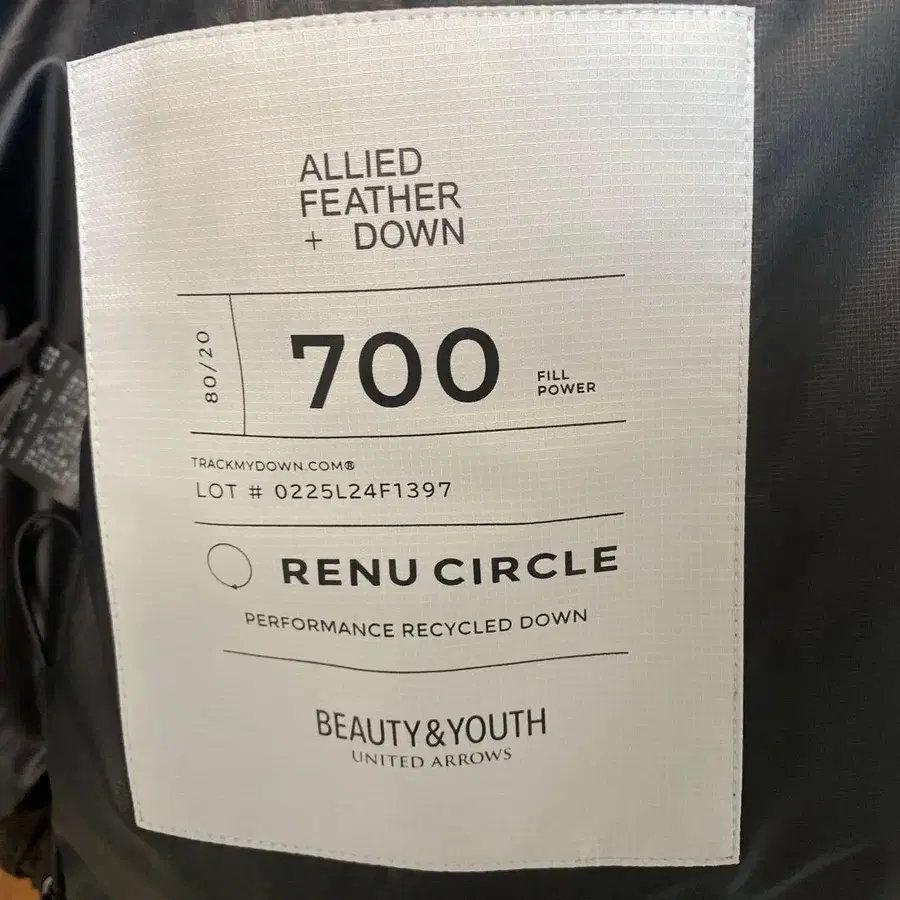 ALLIED
FEATHER
+ DOWN
80/20
700
FILL
POWER
TRACKMYDOWN.COM®
LOT # 0225L24F1397
RENU CIRCLE
PERFORMANCE RECYCLED DOWN
BEAUTY&YOUTH
UNITED ARROWS